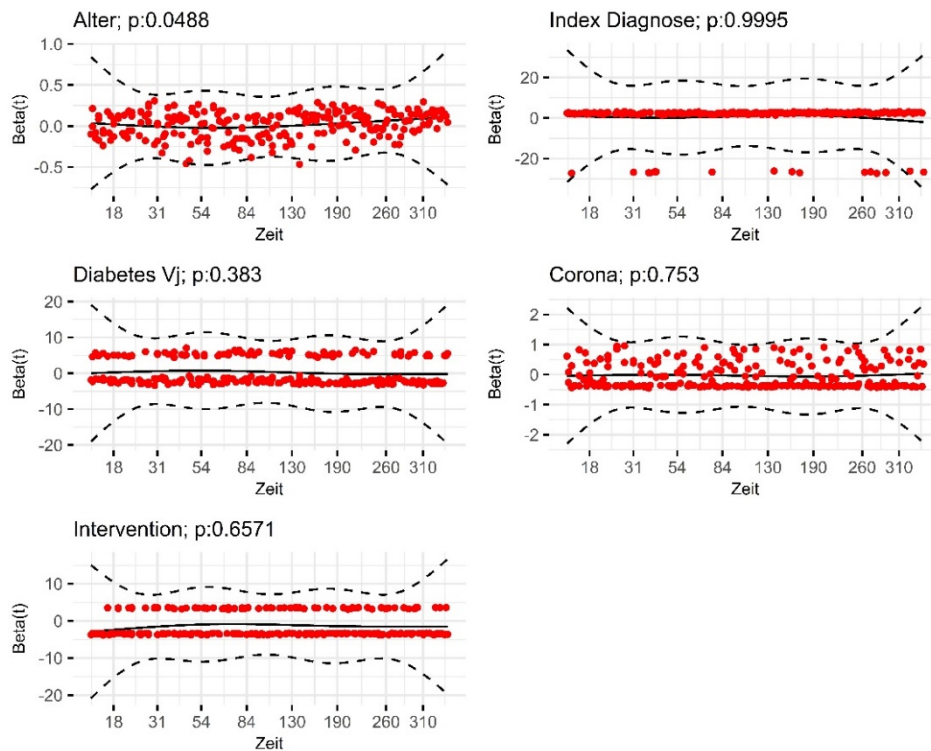 Alter; p:0.0488
1.0
0.5
0.0
-0.5
Beta(t)
18 31 54 84 130 190 260 310
Zeit
Index Diagnose; p:0.9995
20
0
-20
Beta(t)
18 31 54 84 130 190 260 310
Zeit
Diabetes Vj; p:0.383
20
10
0
-10
-20
Beta(t)
18 31 54 84 130 190 260 310
Zeit
Corona; p:0.753
2
1
0
-1
-2
Beta(t)
18 31 54 84 130 190 260 310
Zeit
Intervention; p:0.6571
10
0
-10
-20
Beta(t)
18 31 54 84 130 190 260 310
Zeit